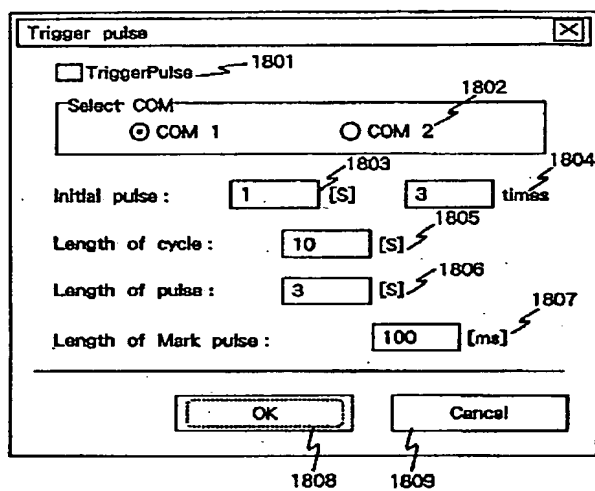 Trigger pulse
TriggerPulse 1801
Select COM 1802
COM 1 COM 2
Initial pulse : 1 [S] 1803 3 times 1804
Length of cycle : 10 [S] 1805
Length of pulse : 3 [S] 1806
Length of Mark pulse : 100 [ms] 1807
OK Cancel
1808 1809